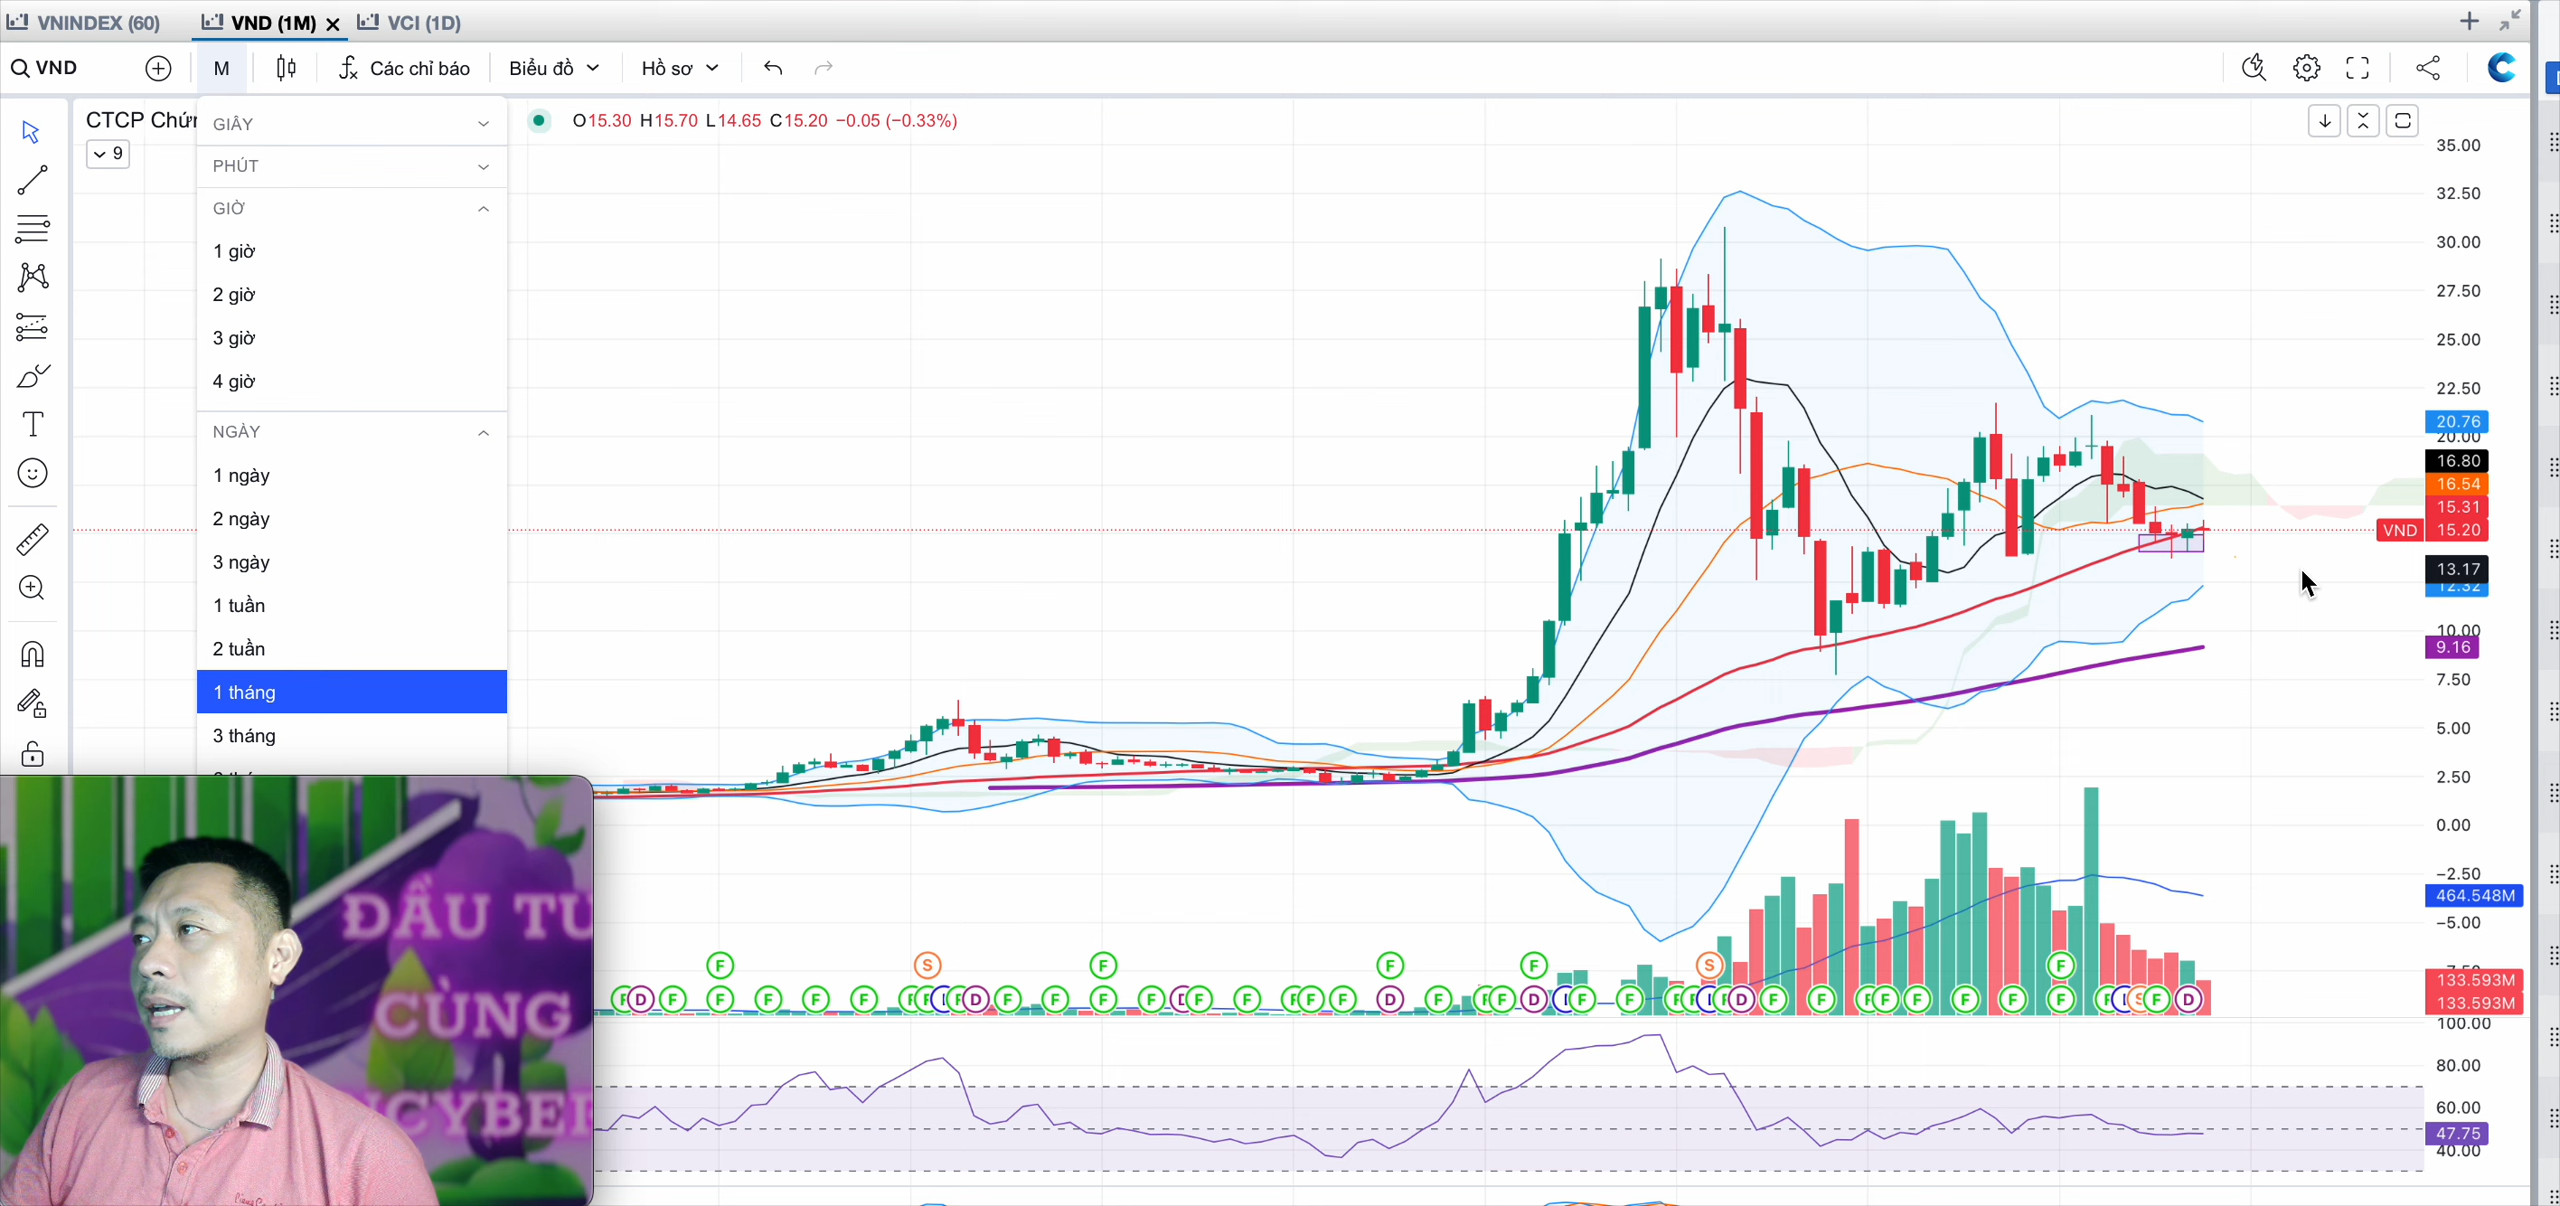 VNINDEX (60) VND (1M) VCI (1D)
VND M Các chỉ báo Biểu đồ Hồ sơ
CTCP Chứn
O15.30 H15.70 L14.65 C15.20 −0.05 (−0.33%)
9
GIÂY
PHÚT
GIỜ
1 giờ
2 giờ
3 giờ
4 giờ
NGÀY
1 ngày
2 ngày
3 ngày
1 tuần
2 tuần
1 tháng
3 tháng
35.00
32.50
30.00
27.50
25.00
22.50
20.76
20.00
16.80
16.54
15.31
VND 15.20
13.17
12.32
10.00
9.16
7.50
5.00
2.50
0.00
−2.50
464.548M
−5.00
133.593M
133.593M
100.00
80.00
60.00
47.75
40.00
F S F F F S F
F D F F F F F F D F F F F F F F F D F F F D F F F D F F F F F F F F F D
ĐẦU TƯ
CÙNG